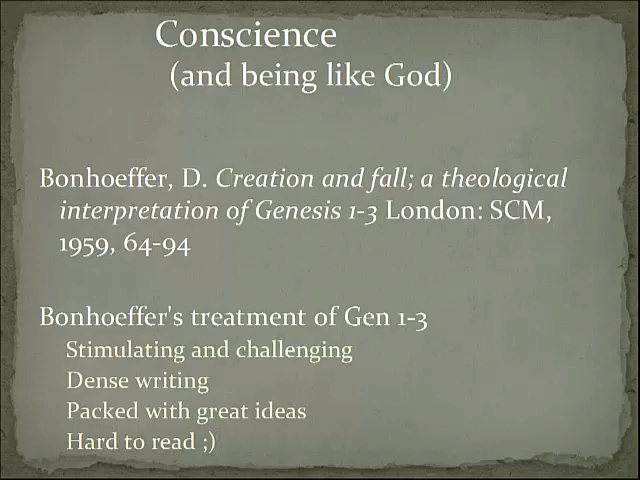 Conscience
(and being like God)
Bonhoeffer, D. Creation and fall; a theological
interpretation of Genesis 1-3 London: SCM,
1959, 64-94
Bonhoeffer's treatment of Gen 1-3
Stimulating and challenging
Dense writing
Packed with great ideas
Hard to read ;)